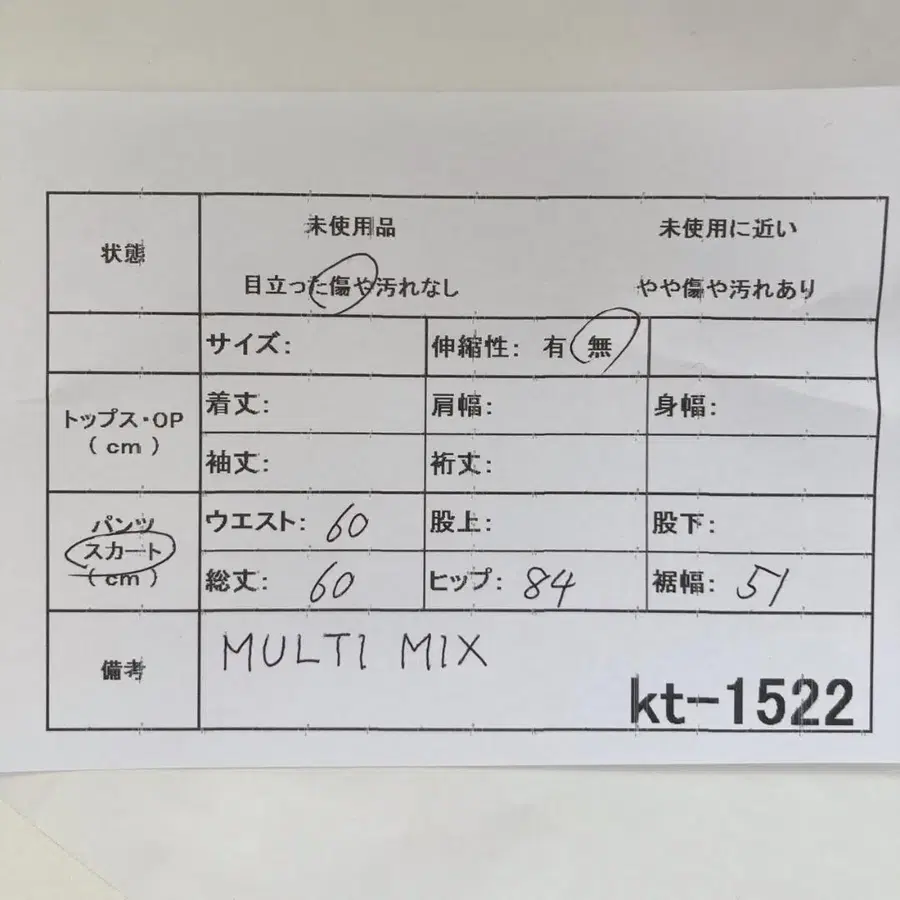 状態
未使用品 未使用に近い
目立った傷や汚れなし やや傷や汚れあり
サイズ: 伸縮性: 有 無
トップス・OP
( cm )
着丈: 肩幅: 身幅:
袖丈: 裄丈:
パンツ
スカート
( cm )
ウエスト: 60 股上: 股下:
総丈: 60 ヒップ: 84 裾幅: 51
備考
MULTI MIX
kt-1522